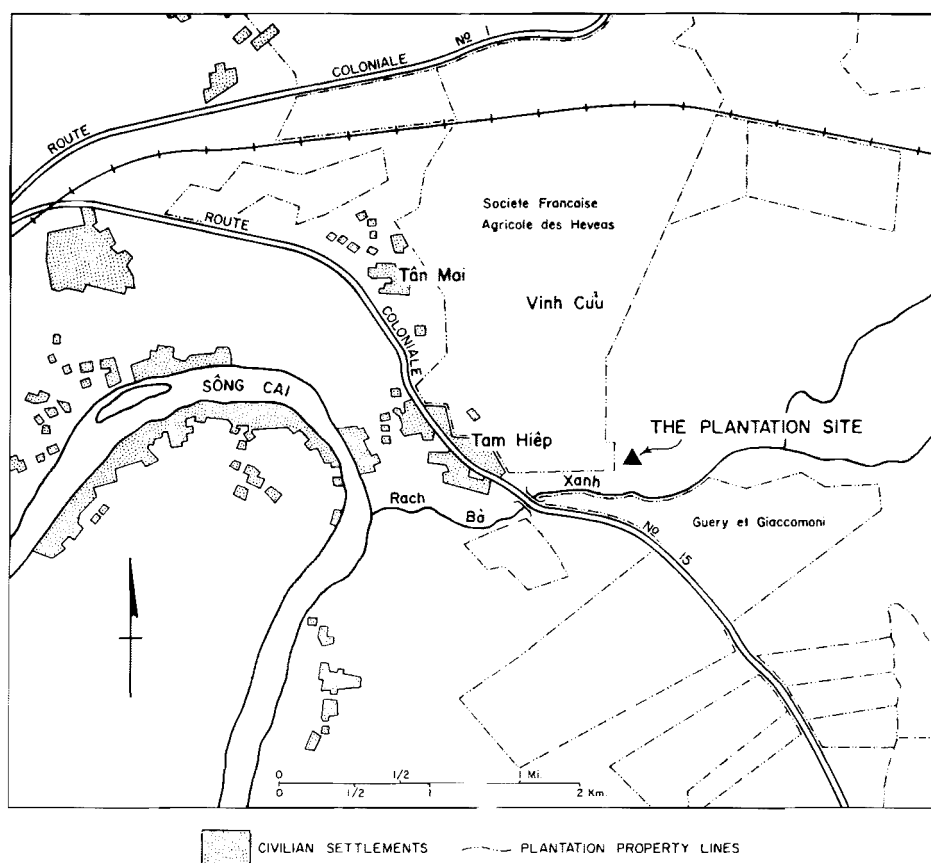 ROUTE COLONIALE Nº 1
Societe Francaise
Agricole des Heveas
ROUTE COLONIALE Nº 15
Tân Mai
Vinh Cửu
SÔNG CAI
THE PLANTATION SITE
Tam Hiêp
Xanh
Rach
Bà
Guery et Giaccomoni
0 1/2 1 Mi.
0 1/2 1 2 Km.
CIVILIAN SETTLEMENTS
PLANTATION PROPERTY LINES